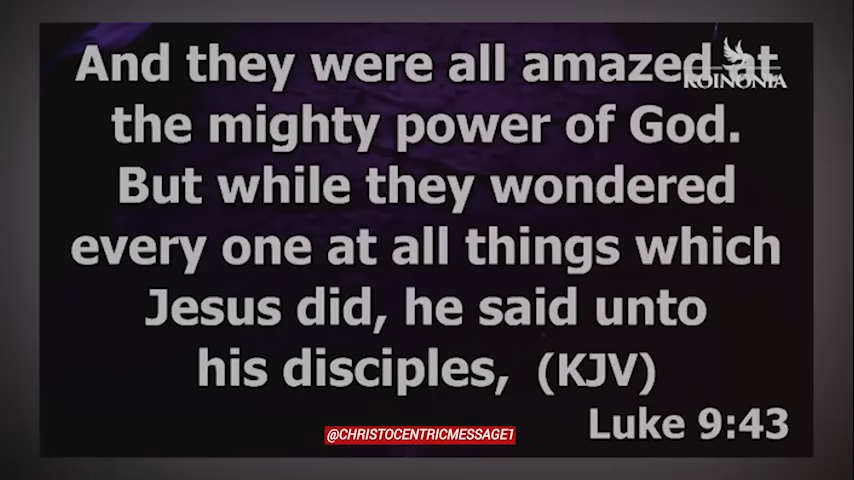 And they were all amazed at
KOINONIA
the mighty power of God.
But while they wondered
every one at all things which
Jesus did, he said unto
his disciples, (KJV)
Luke 9:43
@CHRISTOCENTRICMESSAGE1